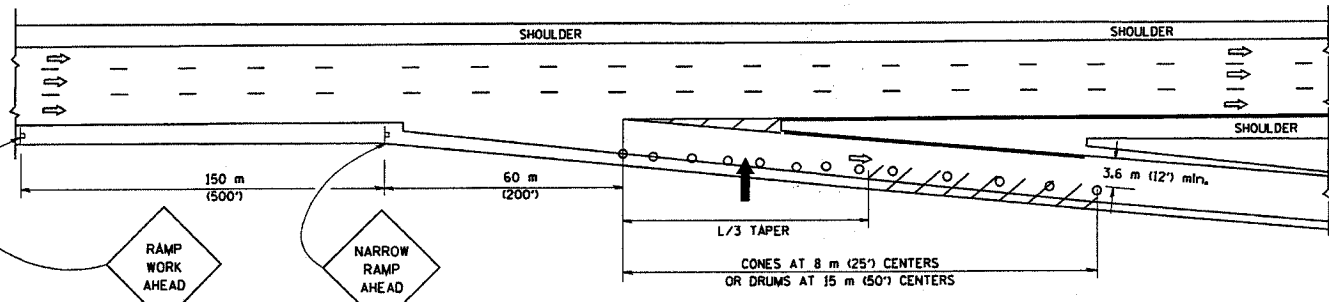 SHOULDER
SHOULDER
SHOULDER
150 m
(500')
60 m
(200')
3.6 m (12') min.
L/3 TAPER
RAMP
WORK
AHEAD
NARROW
RAMP
AHEAD
CONES AT 8 m (25') CENTERS
OR DRUMS AT 15 m (50') CENTERS